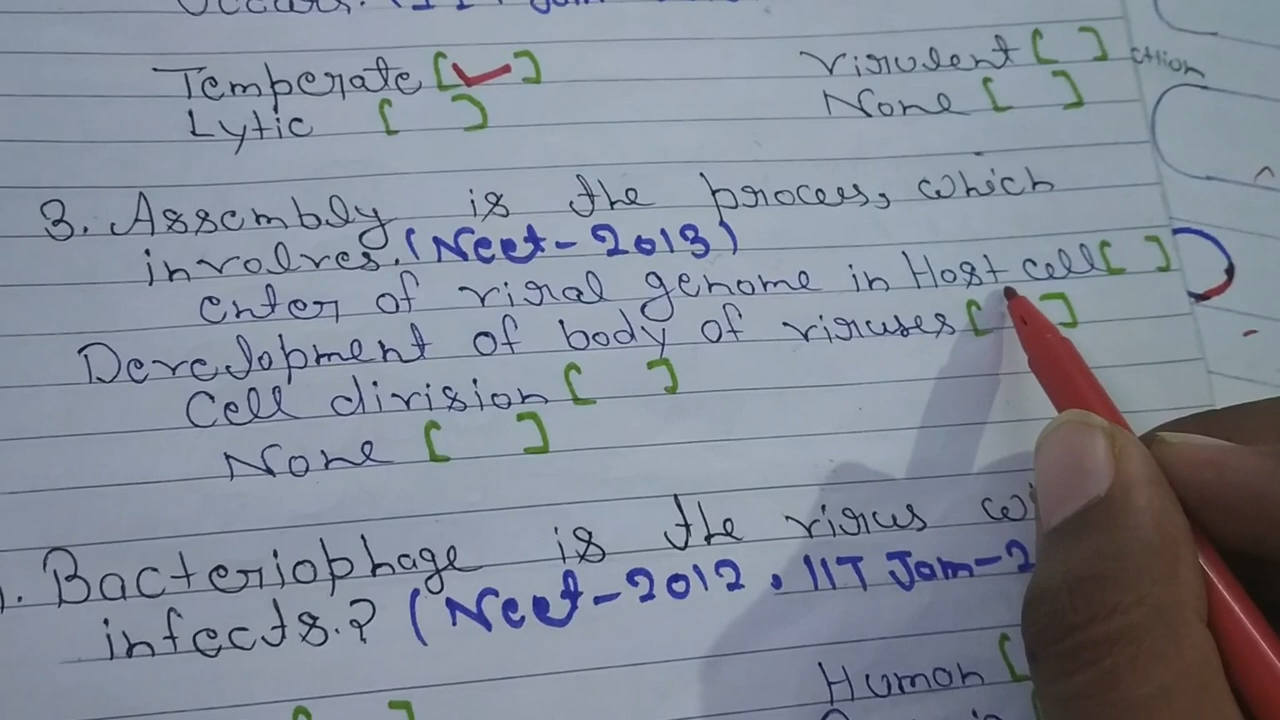 Temperate [✓] Virulent [ ]
Lytic [ ] None [ ]
3. Assembly is the process, which
involves. (Neet-2013)
enter of viral genome in Host cell [ ]
Development of body of viruses [ ]
Cell division [ ]
None [ ]
Bacteriophage is the virus
infects.? (Neet-2012, IIT Jam-2
Human [